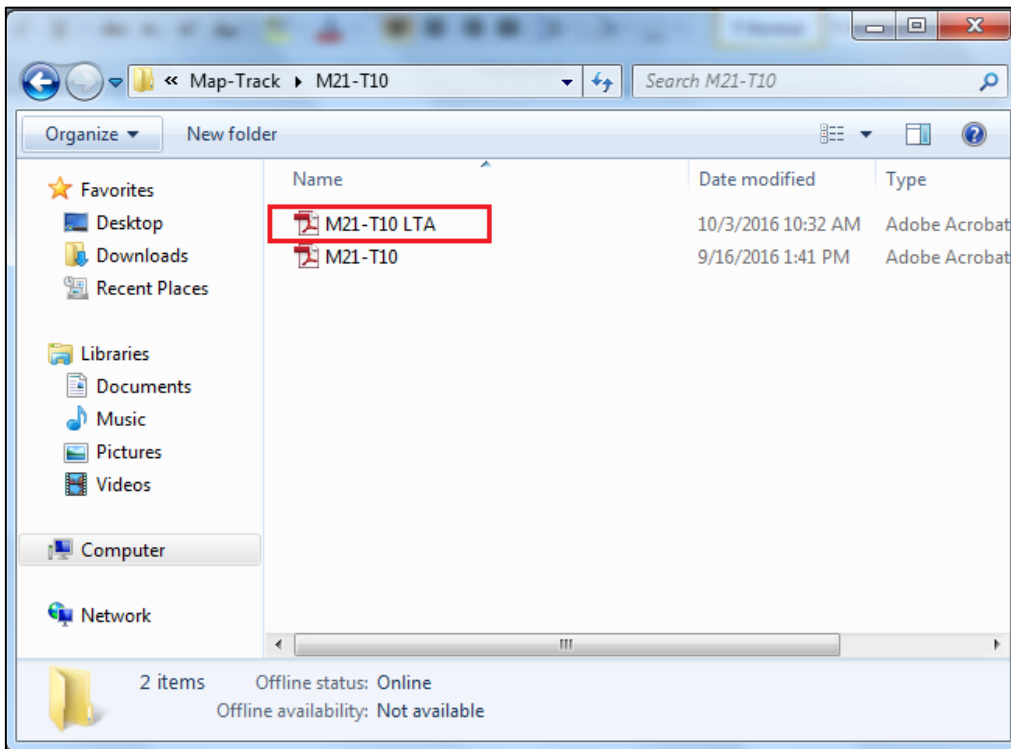 « Map-Track ▸ M21-T10
Search M21-T10
Organize
New folder
Favorites
Desktop
Downloads
Recent Places
Libraries
Documents
Music
Pictures
Videos
Computer
Network
Name Date modified Type
M21-T10 LTA 10/3/2016 10:32 AM Adobe Acrobat
M21-T10 9/16/2016 1:41 PM Adobe Acrobat
2 items Offline status: Online
Offline availability: Not available